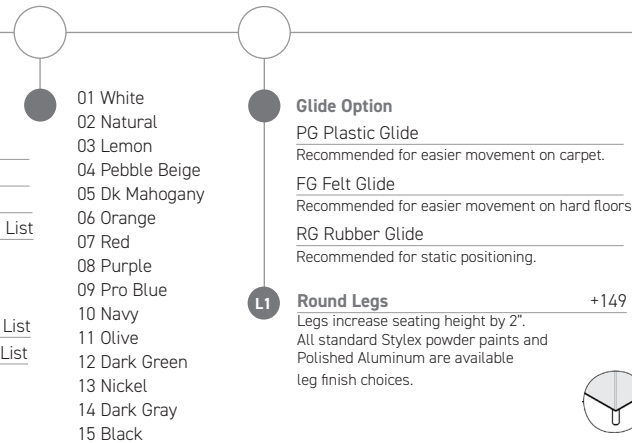 List
List
List
01 White
02 Natural
03 Lemon
04 Pebble Beige
05 Dk Mahogany
06 Orange
07 Red
08 Purple
09 Pro Blue
10 Navy
11 Olive
12 Dark Green
13 Nickel
14 Dark Gray
15 Black
Glide Option
PG Plastic Glide
Recommended for easier movement on carpet.
FG Felt Glide
Recommended for easier movement on hard floors
RG Rubber Glide
Recommended for static positioning.
L1 Round Legs +149
Legs increase seating height by 2".
All standard Stylex powder paints and
Polished Aluminum are available
leg finish choices.